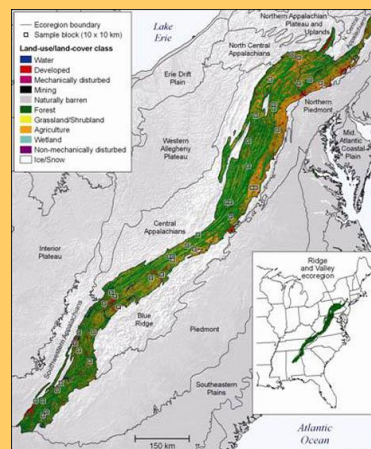 Ecoregion boundary
Sample block (10 x 10 km)
Land-use/land-cover class
Water
Developed
Mechanically disturbed
Mining
Naturally barren
Forest
Grassland/Shrubland
Agriculture
Wetland
Non-mechanically disturbed
Ice/Snow
Lake
Erie
Northern Appalachian
Plateau and
Uplands
North Central
Appalachians
Erie Drift
Plain
Northern
Piedmont
Western
Allegheny
Plateau
Mid.
Atlantic
Coastal
Plain
Central
Appalachians
Interior
Plateau
Ridge
and Valley
ecoregion
Blue
Ridge
Piedmont
Southwestern Appalachians
Southeastern
Plains
150 km
Atlantic
Ocean